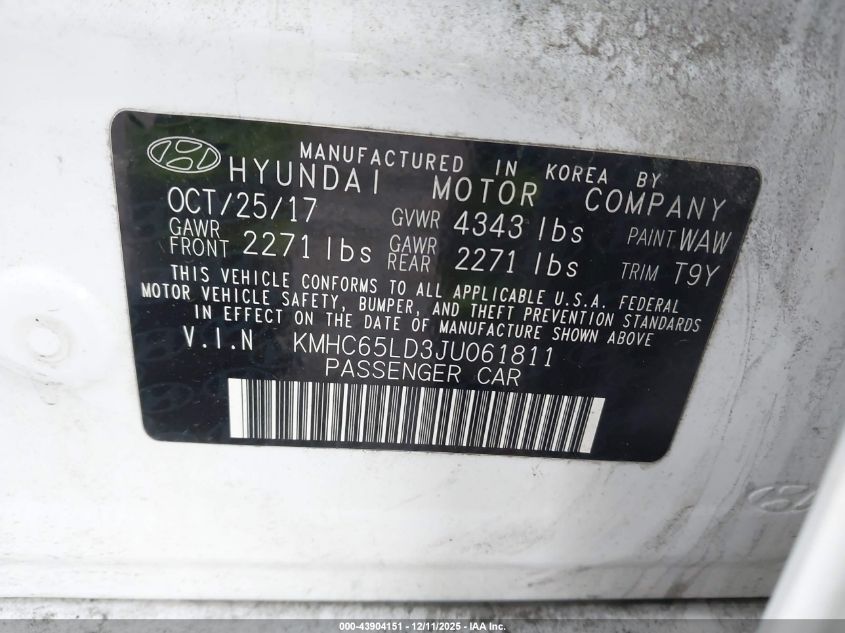 MANUFACTURED IN KOREA BY
HYUNDAI MOTOR COMPANY
OCT/25/17 GVWR 4343 lbs PAINT WAW
GAWR FRONT 2271 lbs GAWR REAR 2271 lbs TRIM T9Y
THIS VEHICLE CONFORMS TO ALL APPLICABLE U.S.A. FEDERAL
MOTOR VEHICLE SAFETY, BUMPER, AND THEFT PREVENTION STANDARDS
IN EFFECT ON THE DATE OF MANUFACTURE SHOWN ABOVE
V.I.N KMHC65LD3JU061811
PASSENGER CAR
000-43904151 - 12/11/2025 - IAA Corp